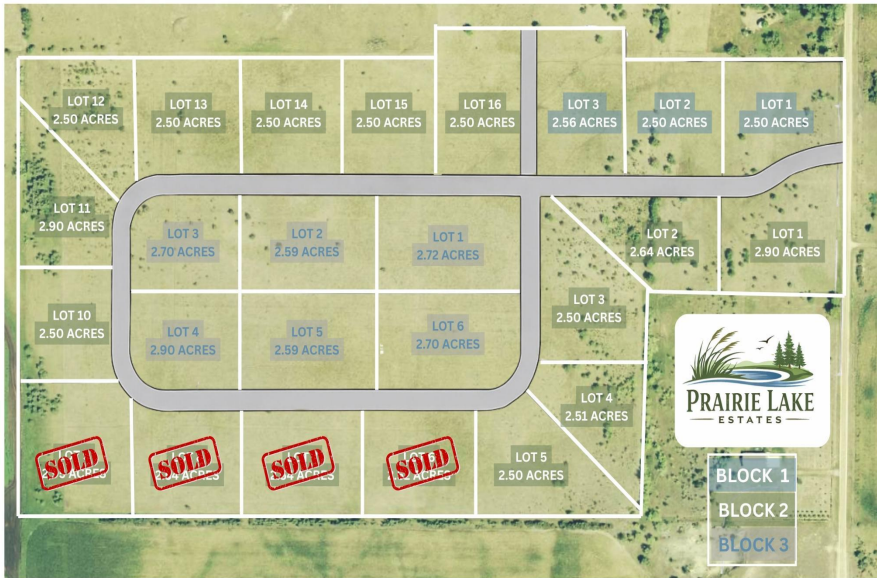 LOT 12
2.50 ACRES
LOT 13
2.50 ACRES
LOT 14
2.50 ACRES
LOT 15
2.50 ACRES
LOT 16
2.50 ACRES
LOT 3
2.56 ACRES
LOT 2
2.50 ACRES
LOT 1
2.50 ACRES
LOT 11
2.90 ACRES
LOT 3
2.70 ACRES
LOT 2
2.59 ACRES
LOT 1
2.72 ACRES
LOT 2
2.64 ACRES
LOT 1
2.90 ACRES
LOT 10
2.50 ACRES
LOT 4
2.90 ACRES
LOT 5
2.59 ACRES
LOT 6
2.70 ACRES
LOT 3
2.50 ACRES
LOT 4
2.51 ACRES
LOT 5
2.50 ACRES
SOLD
ACRES
SOLD
ACRES
SOLD
ACRES
SOLD
ACRES
PRAIRIE LAKE
ESTATES
BLOCK 1
BLOCK 2
BLOCK 3